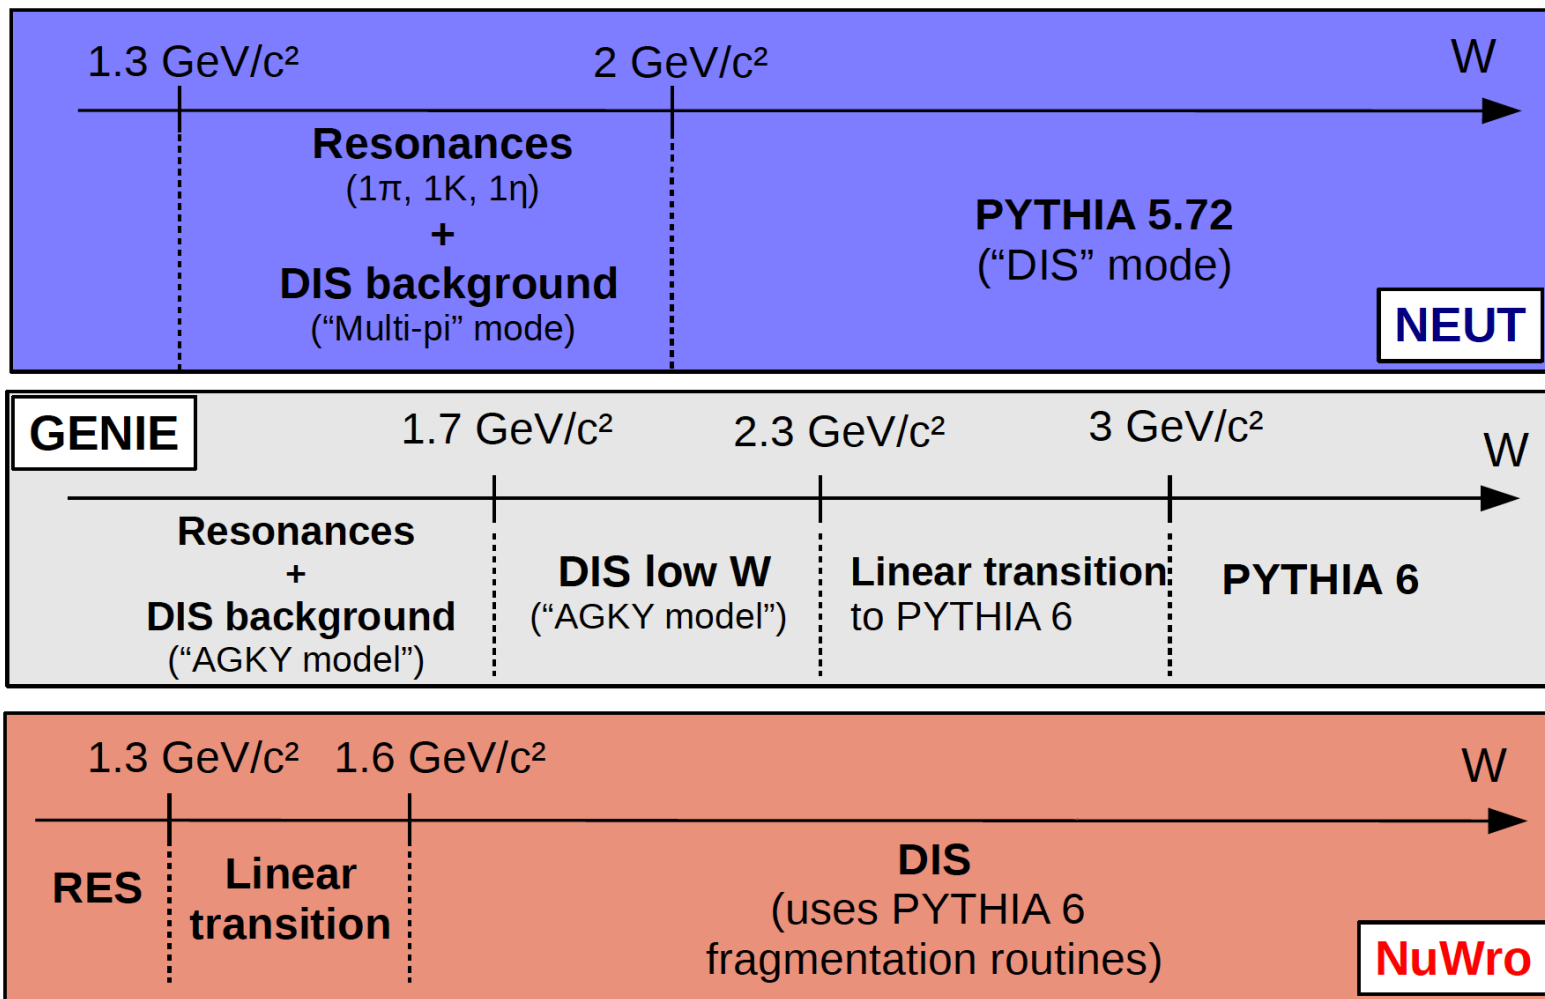 1.3 GeV/c²
2 GeV/c²
W
Resonances
(1π, 1K, 1η)
+
DIS background
(“Multi-pi” mode)
PYTHIA 5.72
(“DIS” mode)
NEUT
GENIE
1.7 GeV/c²
2.3 GeV/c²
3 GeV/c²
W
Resonances
+
DIS background
(“AGKY model”)
DIS low W
(“AGKY model”)
Linear transition
to PYTHIA 6
PYTHIA 6
1.3 GeV/c²
1.6 GeV/c²
W
RES
Linear
transition
DIS
(uses PYTHIA 6
fragmentation routines)
NuWro